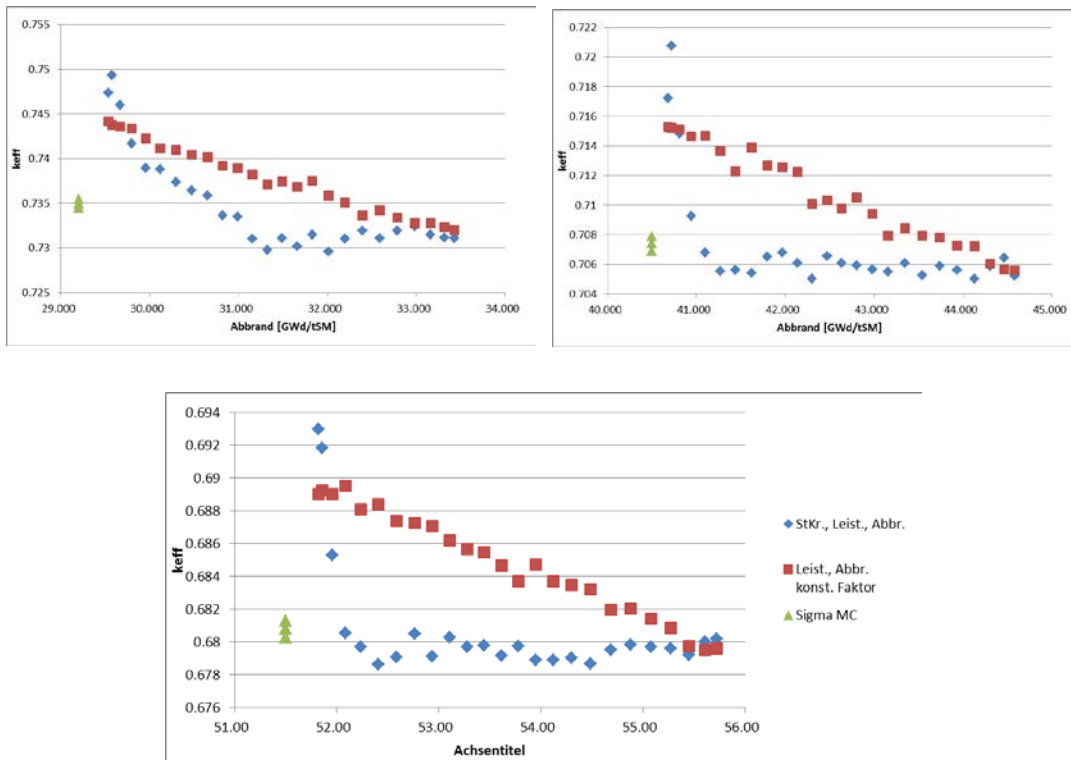 0.755
0.75
0.745
0.74
0.735
0.73
0.725
keff
29.000 30.000 31.000 32.000 33.000 34.000
Abbrand [GWd/tSM]
0.722
0.72
0.718
0.716
0.714
0.712
0.71
0.708
0.706
0.704
keff
40.000 41.000 42.000 43.000 44.000 45.000
Abbrand [GWd/tSM]
0.694
0.692
0.69
0.688
0.686
0.684
0.682
0.68
0.678
0.676
keff
51.00 52.00 53.00 54.00 55.00 56.00
Achsentitel
StKr., Leist., Abbr.
Leist., Abbr.
konst. Faktor
Sigma MC